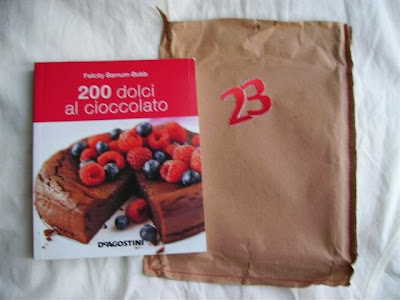 Felicity Barnum-Bobb
200 dolci
al cioccolato
DeAGOSTINI
23